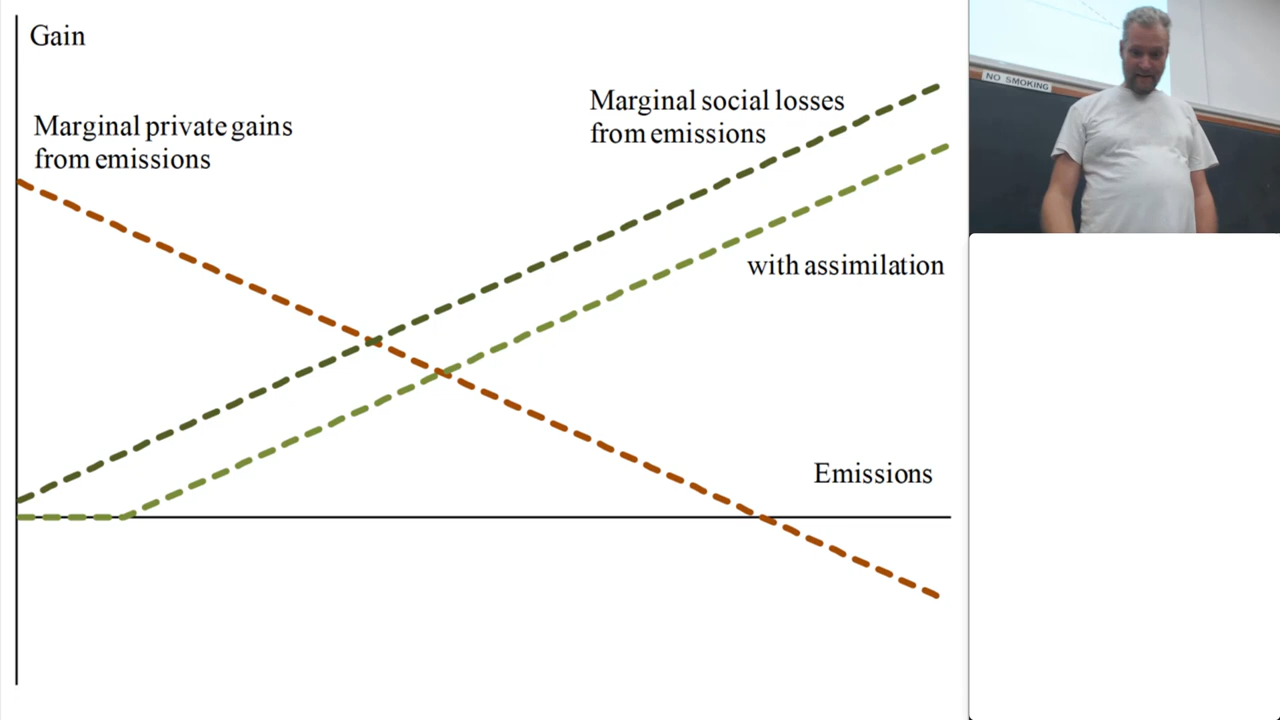 Gain
Marginal private gains
from emissions
Marginal social losses
from emissions
with assimilation
Emissions
NO SMOKING